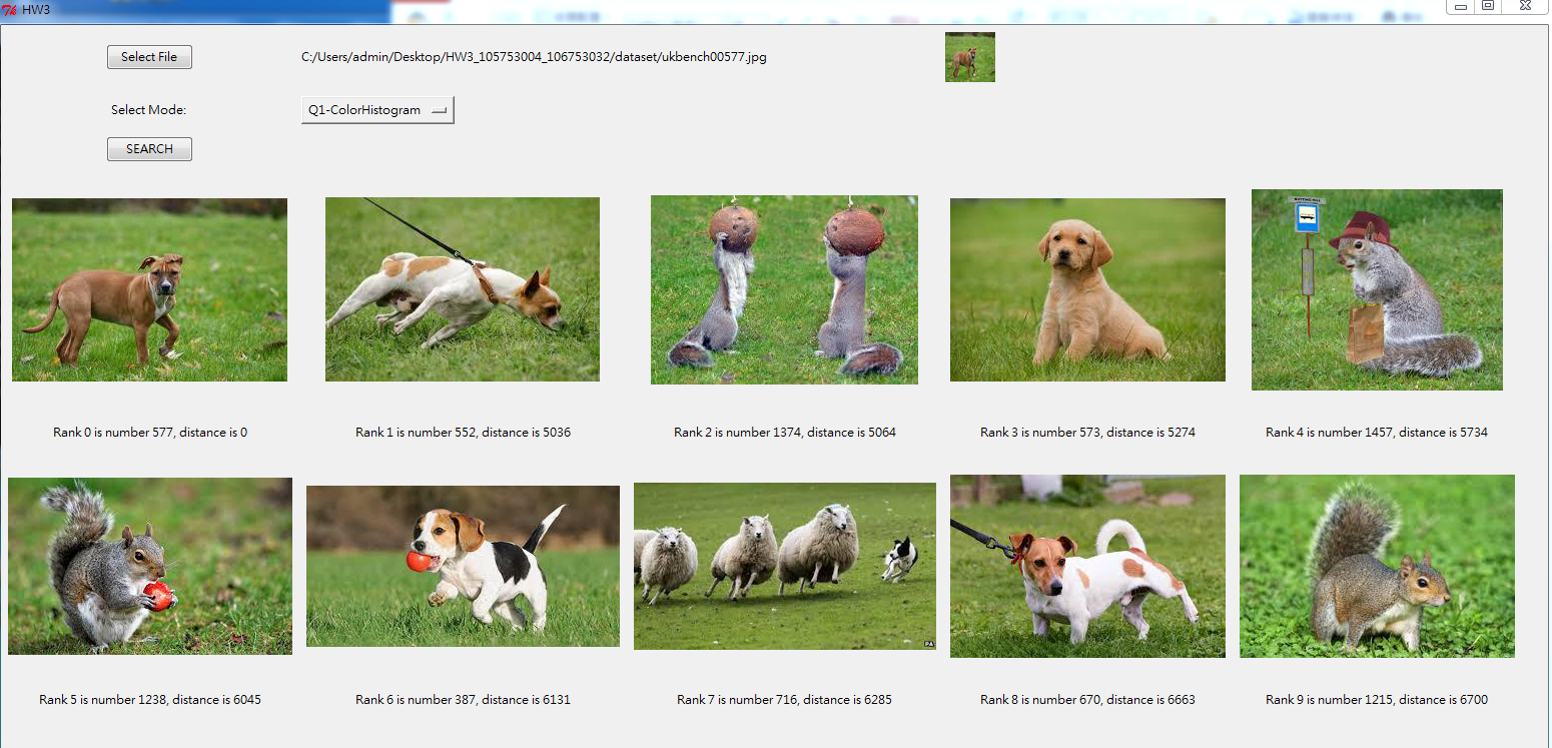 HW3
Select File
C:/Users/admin/Desktop/HW3_105753004_106753032/dataset/ukbench00577.jpg
Select Mode:
Q1-ColorHistogram
SEARCH
Rank 0 is number 577, distance is 0
Rank 1 is number 552, distance is 5036
Rank 2 is number 1374, distance is 5064
Rank 3 is number 573, distance is 5274
Rank 4 is number 1457, distance is 5734
PA
Rank 5 is number 1238, distance is 6045
Rank 6 is number 387, distance is 6131
Rank 7 is number 716, distance is 6285
Rank 8 is number 670, distance is 6663
Rank 9 is number 1215, distance is 6700